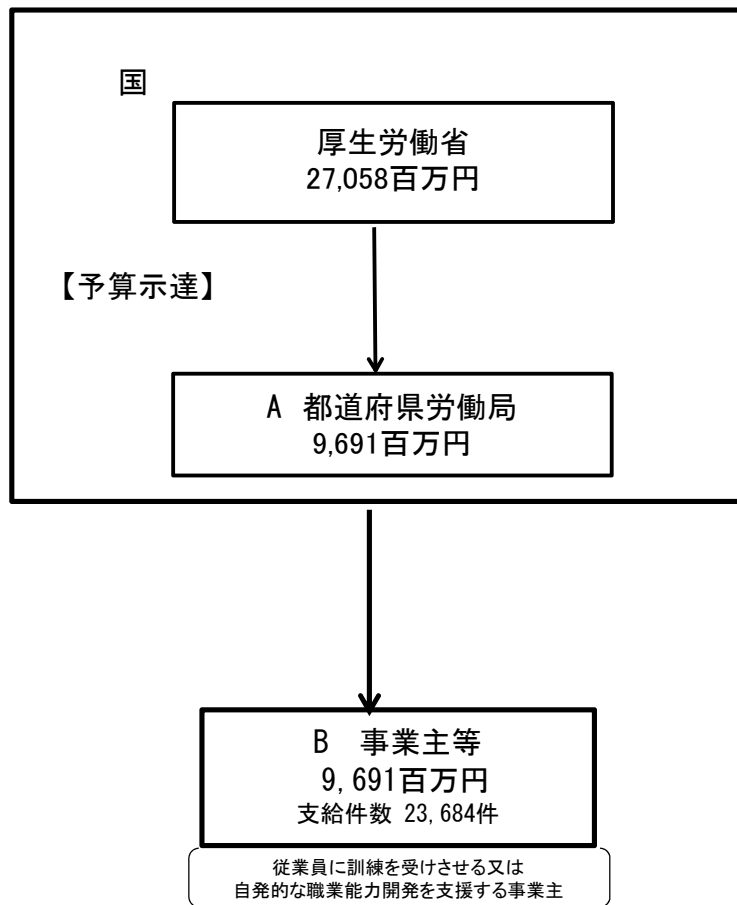 国
厚生労働省
27,058百万円
【予算示達】
A 都道府県労働局
9,691百万円
B 事業主等
9,691百万円
支給件数 23,684件
従業員に訓練を受けさせる又は
自発的な職業能力開発を支援する事業主